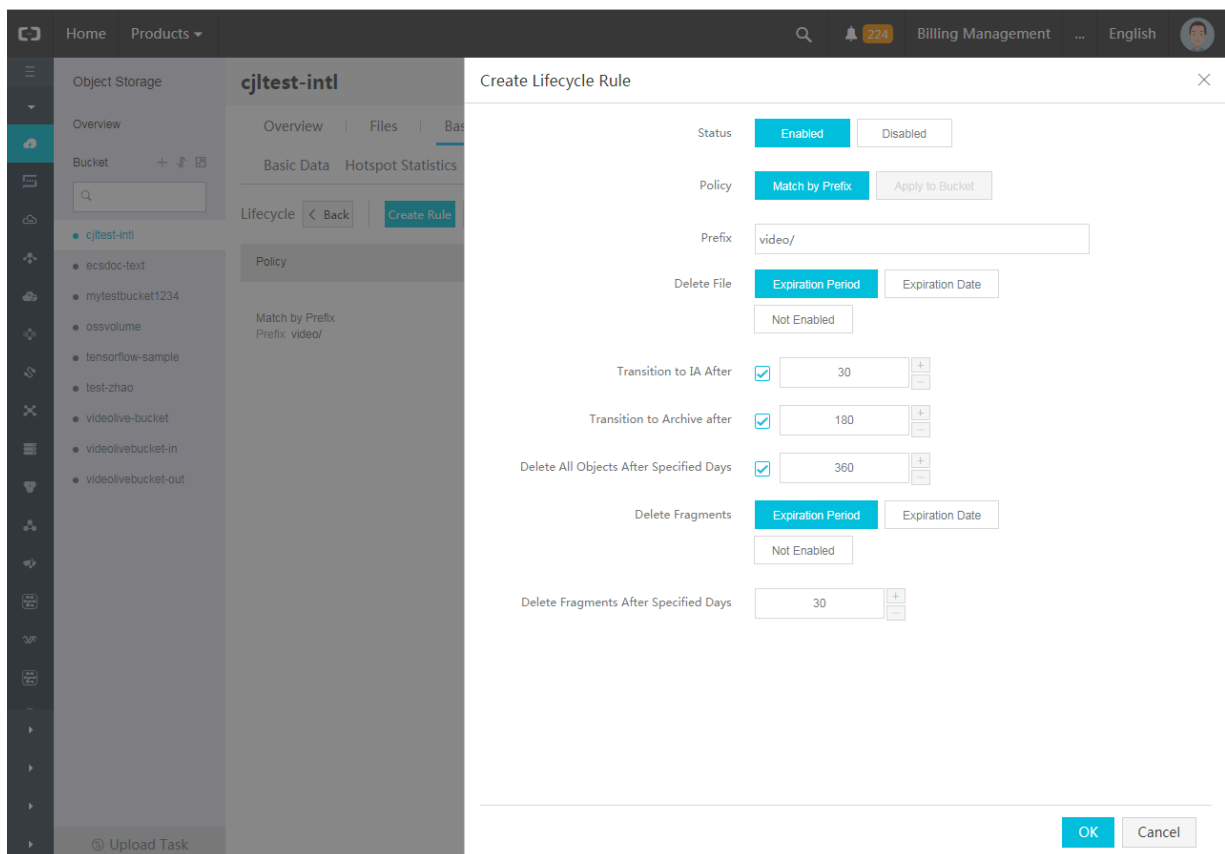 Home Products 224 Billing Management ... English
Object Storage
Overview
Bucket
cjltest-intl
ecsdoc-text
mytestbucket1234
ossvolume
tensorflow-sample
test-zhao
videolive-bucket
videolivebucket-in
videolivebucket-out
Upload Task
cjltest-intl
Overview Files Bas
Basic Data Hotspot Statistics
Lifecycle < Back Create Rule
Policy
Match by Prefix
Prefix video/
Create Lifecycle Rule
Status Enabled Disabled
Policy Match by Prefix Apply to Bucket
Prefix video/
Delete File Expiration Period Expiration Date
Not Enabled
Transition to IA After 30
Transition to Archive after 180
Delete All Objects After Specified Days 360
Delete Fragments Expiration Period Expiration Date
Not Enabled
Delete Fragments After Specified Days 30
OK Cancel